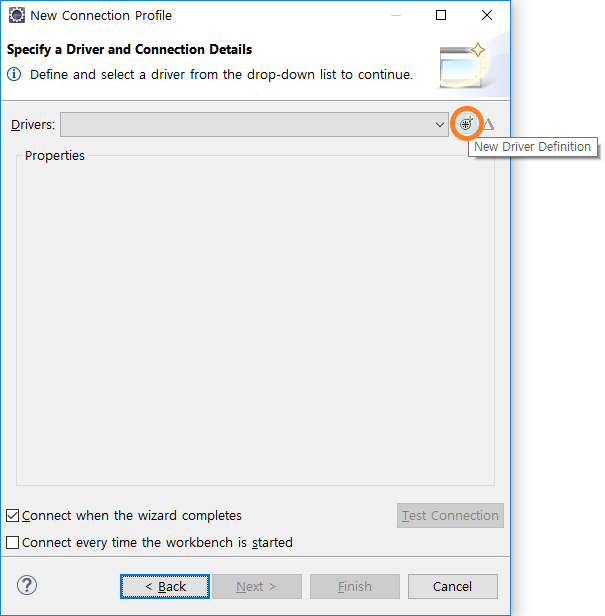 New Connection Profile
Specify a Driver and Connection Details
Define and select a driver from the drop-down list to continue.
Drivers:
New Driver Definition
Properties
Connect when the wizard completes
Test Connection
Connect every time the workbench is started
? < Back Next > Finish Cancel